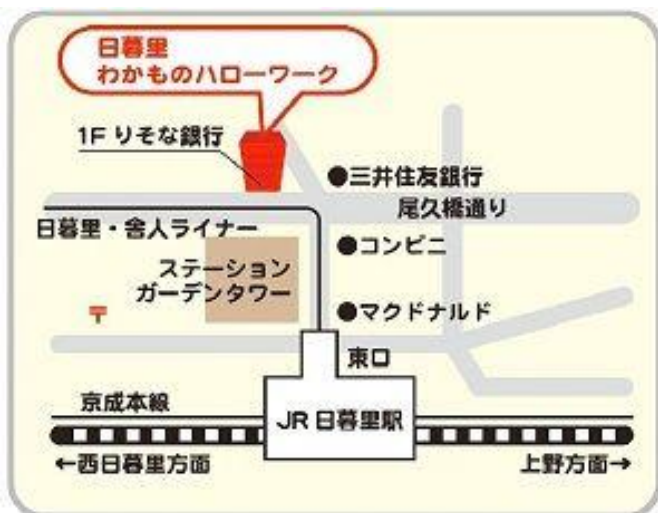 日暮里
わかものハローワーク
1F りそな銀行
●三井住友銀行
尾久橋通り
日暮里・舎人ライナー
●コンビニ
ステーション
ガーデンタワー
〒
●マクドナルド
東口
京成本線
JR 日暮里駅
←西日暮里方面
上野方面→